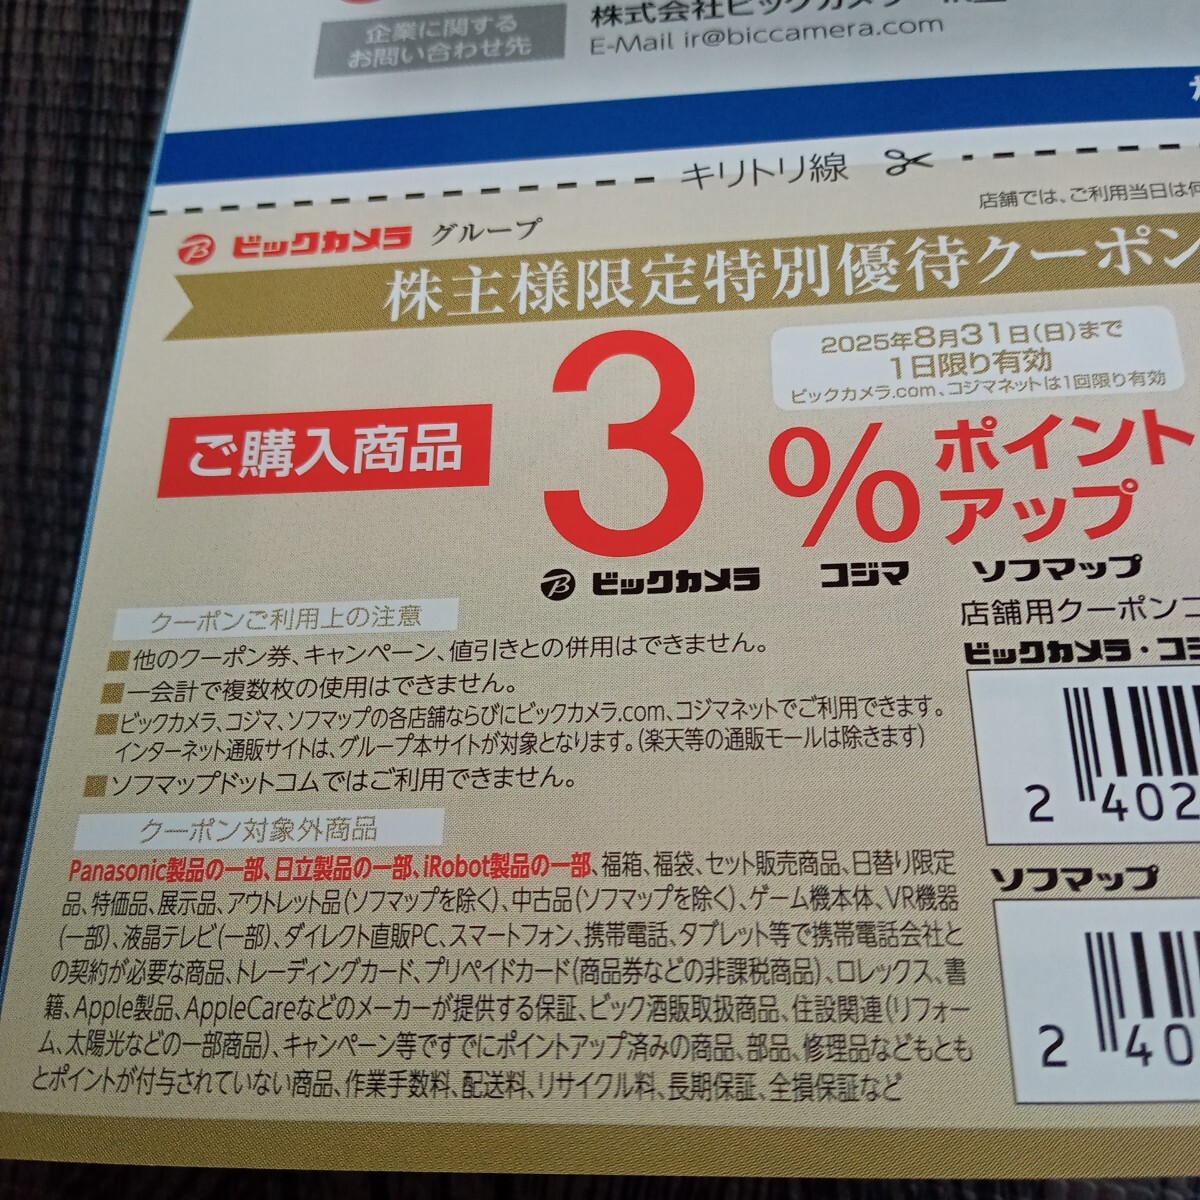 企業に関する
お問い合わせ先
株式会社ビックカメラ
E-Mail ir@biccamera.com
キリトリ線
店舗では、ご利用当日は何
ビックカメラ グループ
株主様限定特別優待クーポン
2025年8月31日(日)まで
1日限り有効
ビックカメラ.com、コジマネットは1回限り有効
ご購入商品
3%ポイント
アップ
ビックカメラ コジマ ソフマップ
店舗用クーポンコ
ビックカメラ・コジ
2 402
ソフマップ
2 40
クーポンご利用上の注意
■他のクーポン券、キャンペーン、値引きとの併用はできません。
■一会計で複数枚の使用はできません。
■ビックカメラ、コジマ、ソフマップの各店舗ならびにビックカメラ.com、コジマネットでご利用できます。
インターネット通販サイトは、グループ本サイトが対象となります。(楽天等の通販モールは除きます)
■ソフマップドットコムではご利用できません。
クーポン対象外商品
Panasonic製品の一部、日立製品の一部、iRobot製品の一部、福箱、福袋、セット販売商品、日替り限定
品、特価品、展示品、アウトレット品(ソフマップを除く)、中古品(ソフマップを除く)、ゲーム機本体、VR機器
(一部)、液晶テレビ(一部)、ダイレクト直販PC、スマートフォン、携帯電話、タブレット等で携帯電話会社と
の契約が必要な商品、トレーディングカード、プリペイドカード(商品券などの非課税商品)、ロレックス、書
籍、Apple製品、AppleCareなどのメーカーが提供する保証、ビック酒販取扱商品、住設関連(リフォー
ム、太陽光などの一部商品)、キャンペーン等ですでにポイントアップ済みの商品、部品、修理品などもとも
とポイントが付与されていない商品、作業手数料、配送料、リサイクル料、長期保証、全損保証など